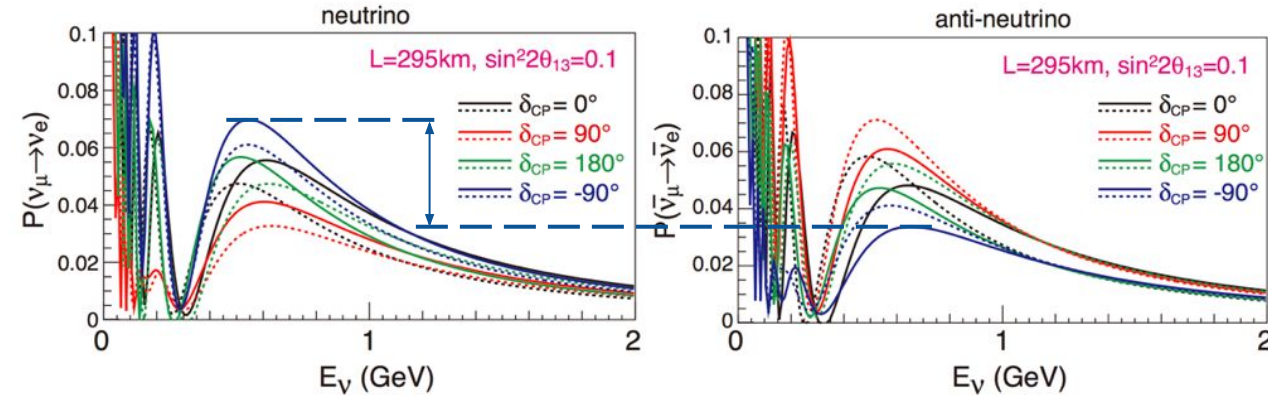 neutrino
L=295km, sin²2θ₁₃=0.1
δCP = 0°
δCP = 90°
δCP = 180°
δCP = -90°
P(νμ→νe)
0.1
0.08
0.06
0.04
0.02
0
0 1 2
Eν (GeV)
anti-neutrino
L=295km, sin²2θ₁₃=0.1
δCP = 0°
δCP = 90°
δCP = 180°
δCP = -90°
P(ν̄μ→ν̄e)
0.1
0.08
0.06
0.04
0.02
0
0 1 2
Eν (GeV)